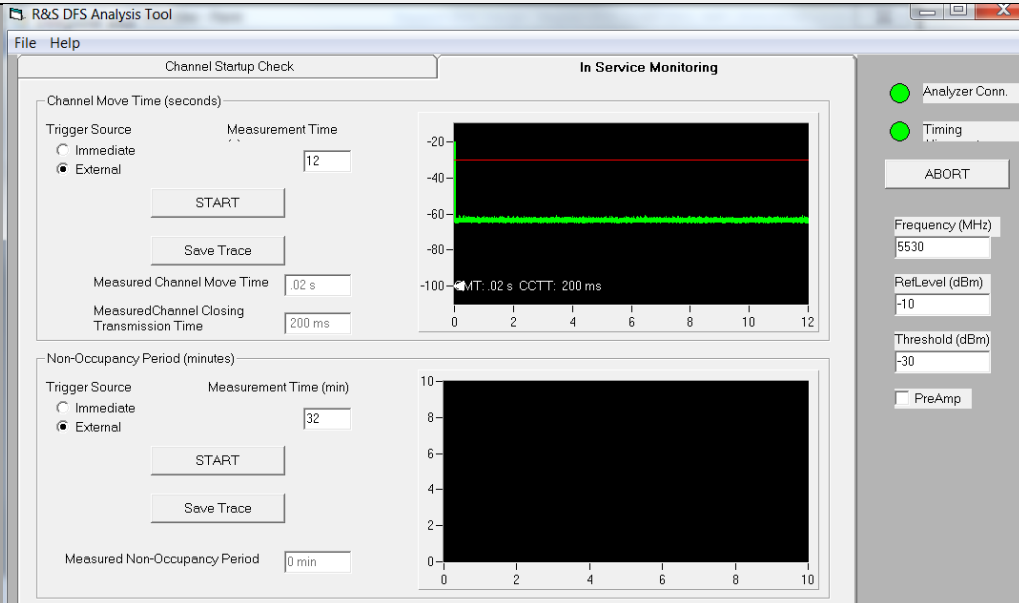 R&S DFS Analysis Tool
File Help
Channel Startup Check
In Service Monitoring
Channel Move Time (seconds)
Trigger Source
Measurement Time
Immediate
External
12
START
Save Trace
Measured Channel Move Time
.02 s
MeasuredChannel Closing
Transmission Time
200 ms
-20
-40
-60
-80
-100
CMT: .02 s CCTT: 200 ms
0 2 4 6 8 10 12
Non-Occupancy Period (minutes)
Trigger Source
Measurement Time (min)
Immediate
External
32
START
Save Trace
Measured Non-Occupancy Period
0 min
10
8
6
4
2
0
0 2 4 6 8 10
Analyzer Conn.
Timing
ABORT
Frequency (MHz)
5530
RefLevel (dBm)
-10
Threshold (dBm)
-30
PreAmp